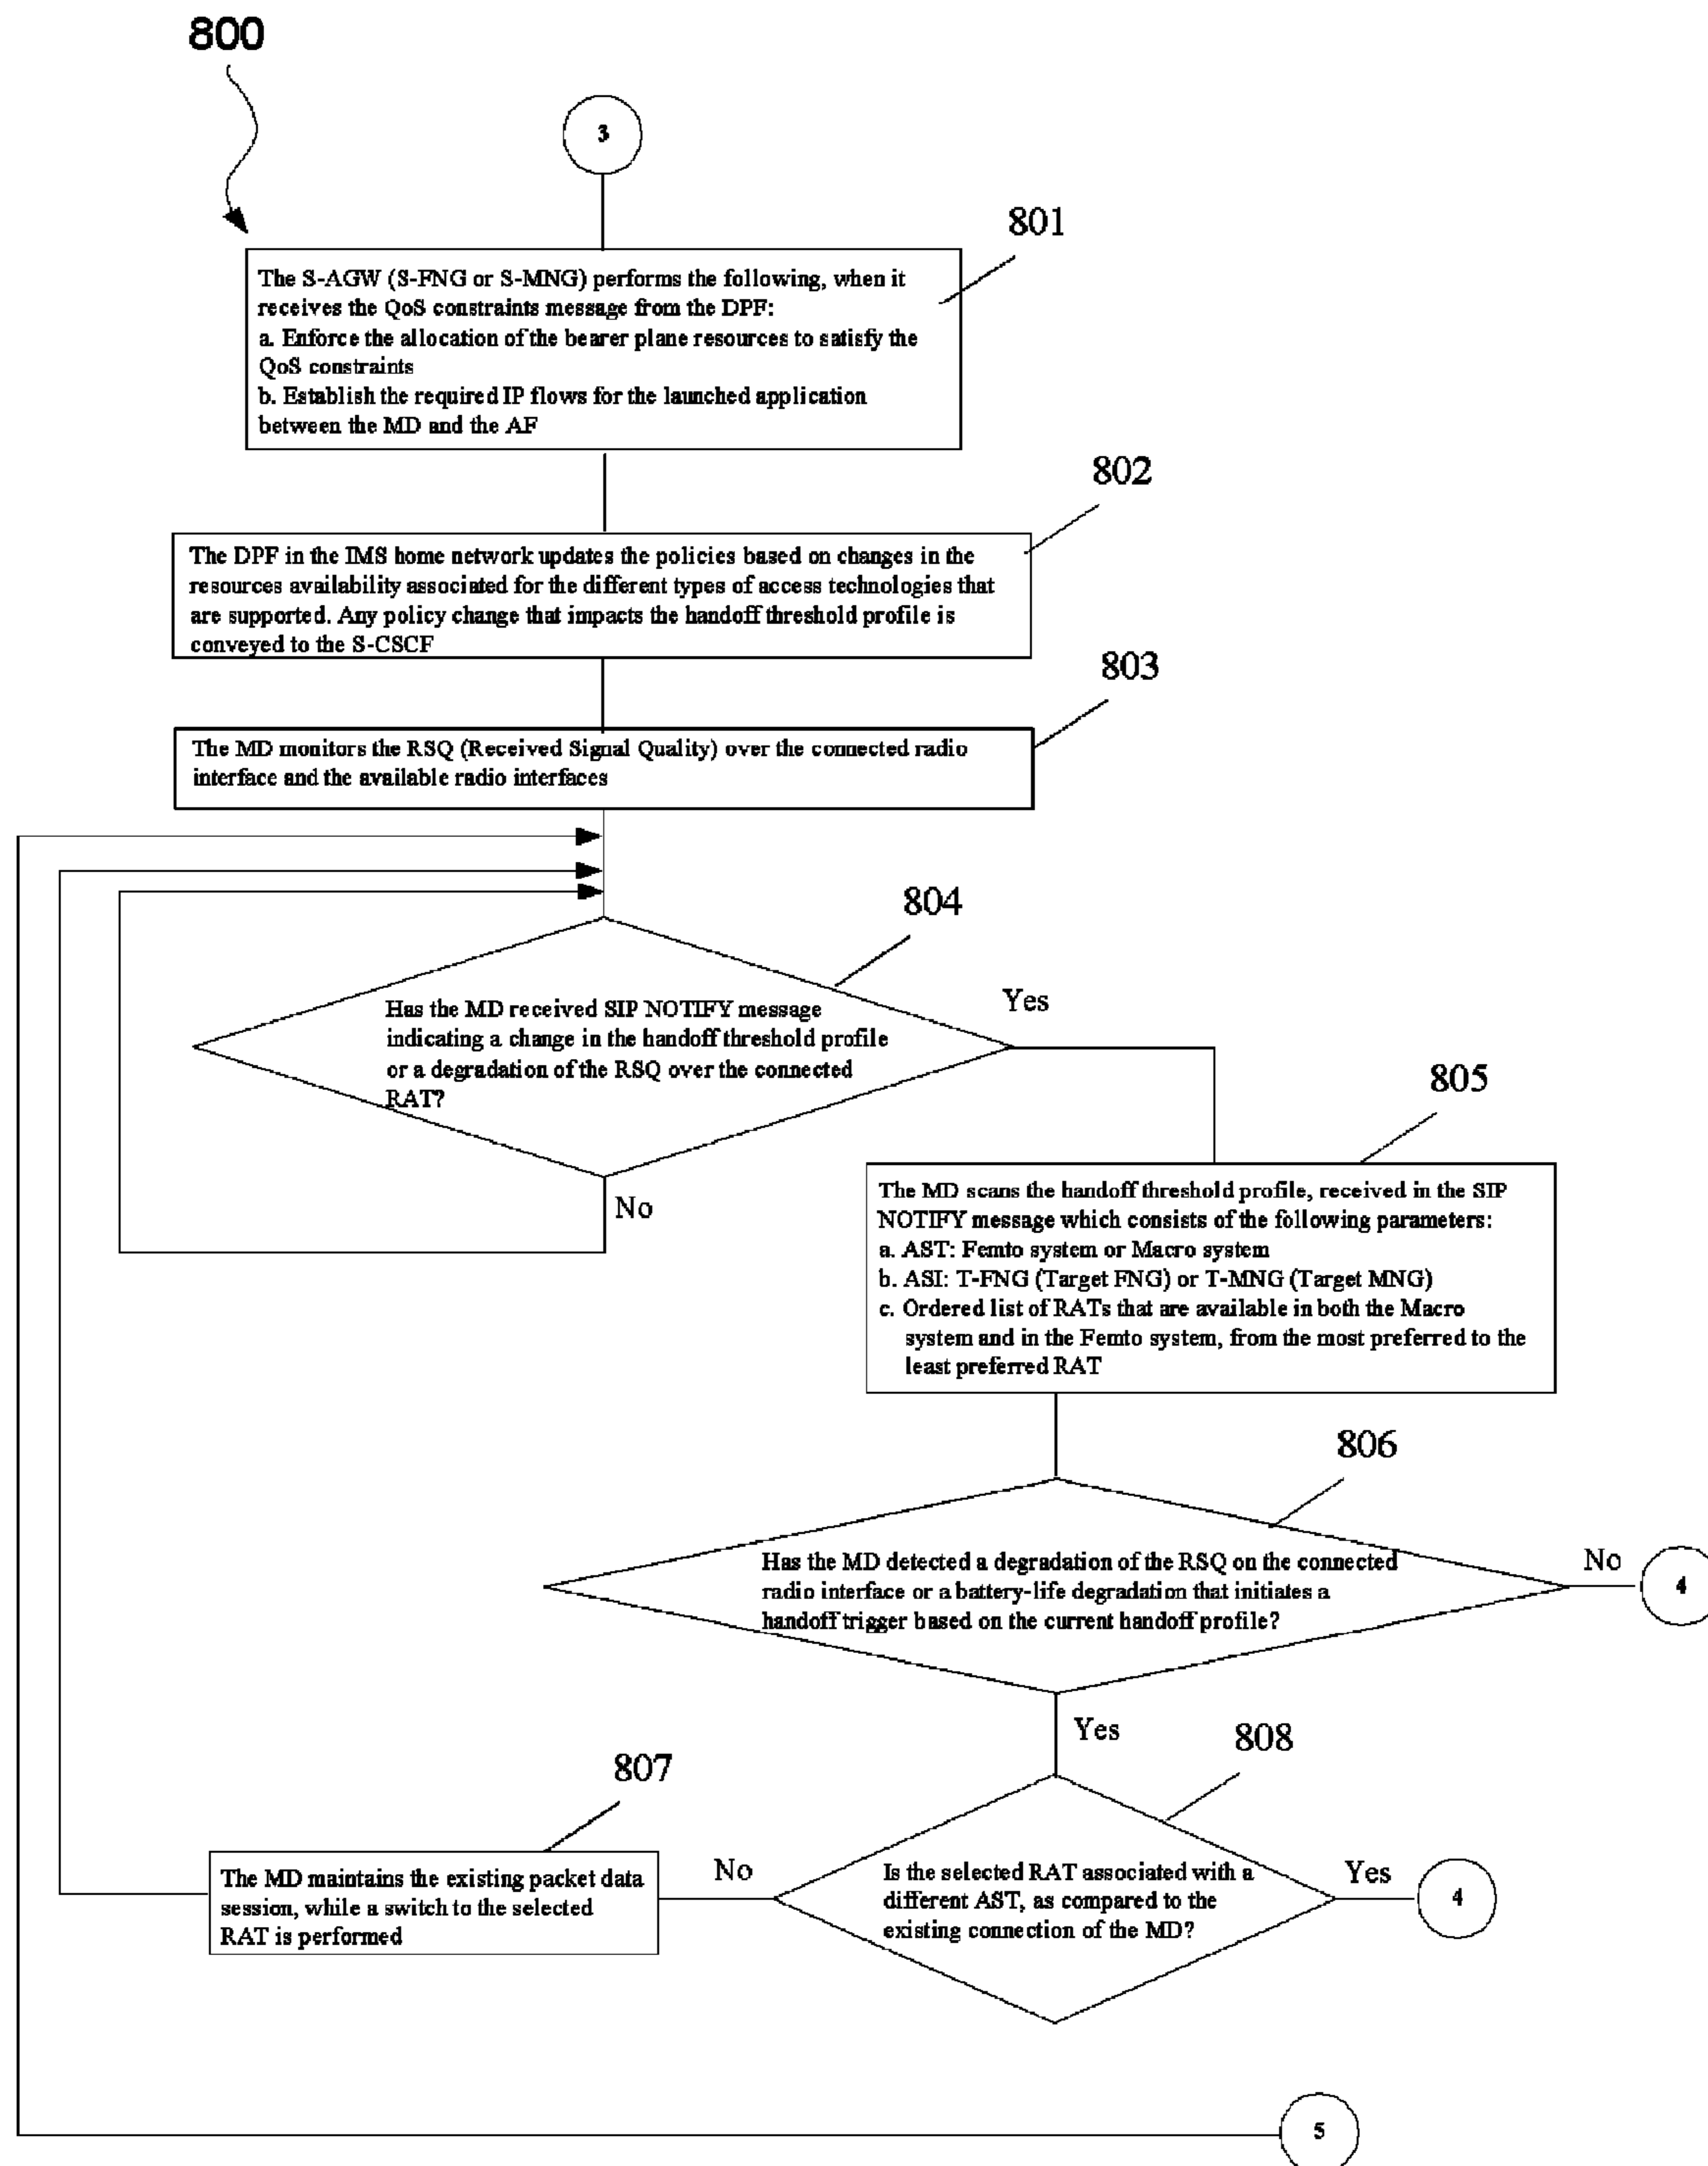 800
3
801
The S-AGW (S-FNG or S-MNG) performs the following, when it
receives the QoS constraints message from the DPF:
a. Enforce the allocation of the bearer plane resources to satisfy the
QoS constraints
b. Establish the required IP flows for the launched application
between the MD and the AF
802
The DPF in the IMS home network updates the policies based on changes in the
resources availability associated for the different types of access technologies that
are supported. Any policy change that impacts the handoff threshold profile is
conveyed to the S-CSCF
803
The MD monitors the RSQ (Received Signal Quality) over the connected radio
interface and the available radio interfaces
804
Has the MD received SIP NOTIFY message
indicating a change in the handoff threshold profile
or a degradation of the RSQ over the connected
RAT?
Yes
No
805
The MD scans the handoff threshold profile, received in the SIP
NOTIFY message which consists of the following parameters:
a. AST: Femto system or Macro system
b. ASI: T-FNG (Target FNG) or T-MNG (Target MNG)
c. Ordered list of RATs that are available in both the Macro
system and in the Femto system, from the most preferred to the
least preferred RAT
806
Has the MD detected a degradation of the RSQ on the connected
radio interface or a battery-life degradation that initiates a
handoff trigger based on the current handoff profile?
No
4
Yes
808
807
The MD maintains the existing packet data
session, while a switch to the selected
RAT is performed
No
Is the selected RAT associated with a
different AST, as compared to the
existing connection of the MD?
Yes
4
5